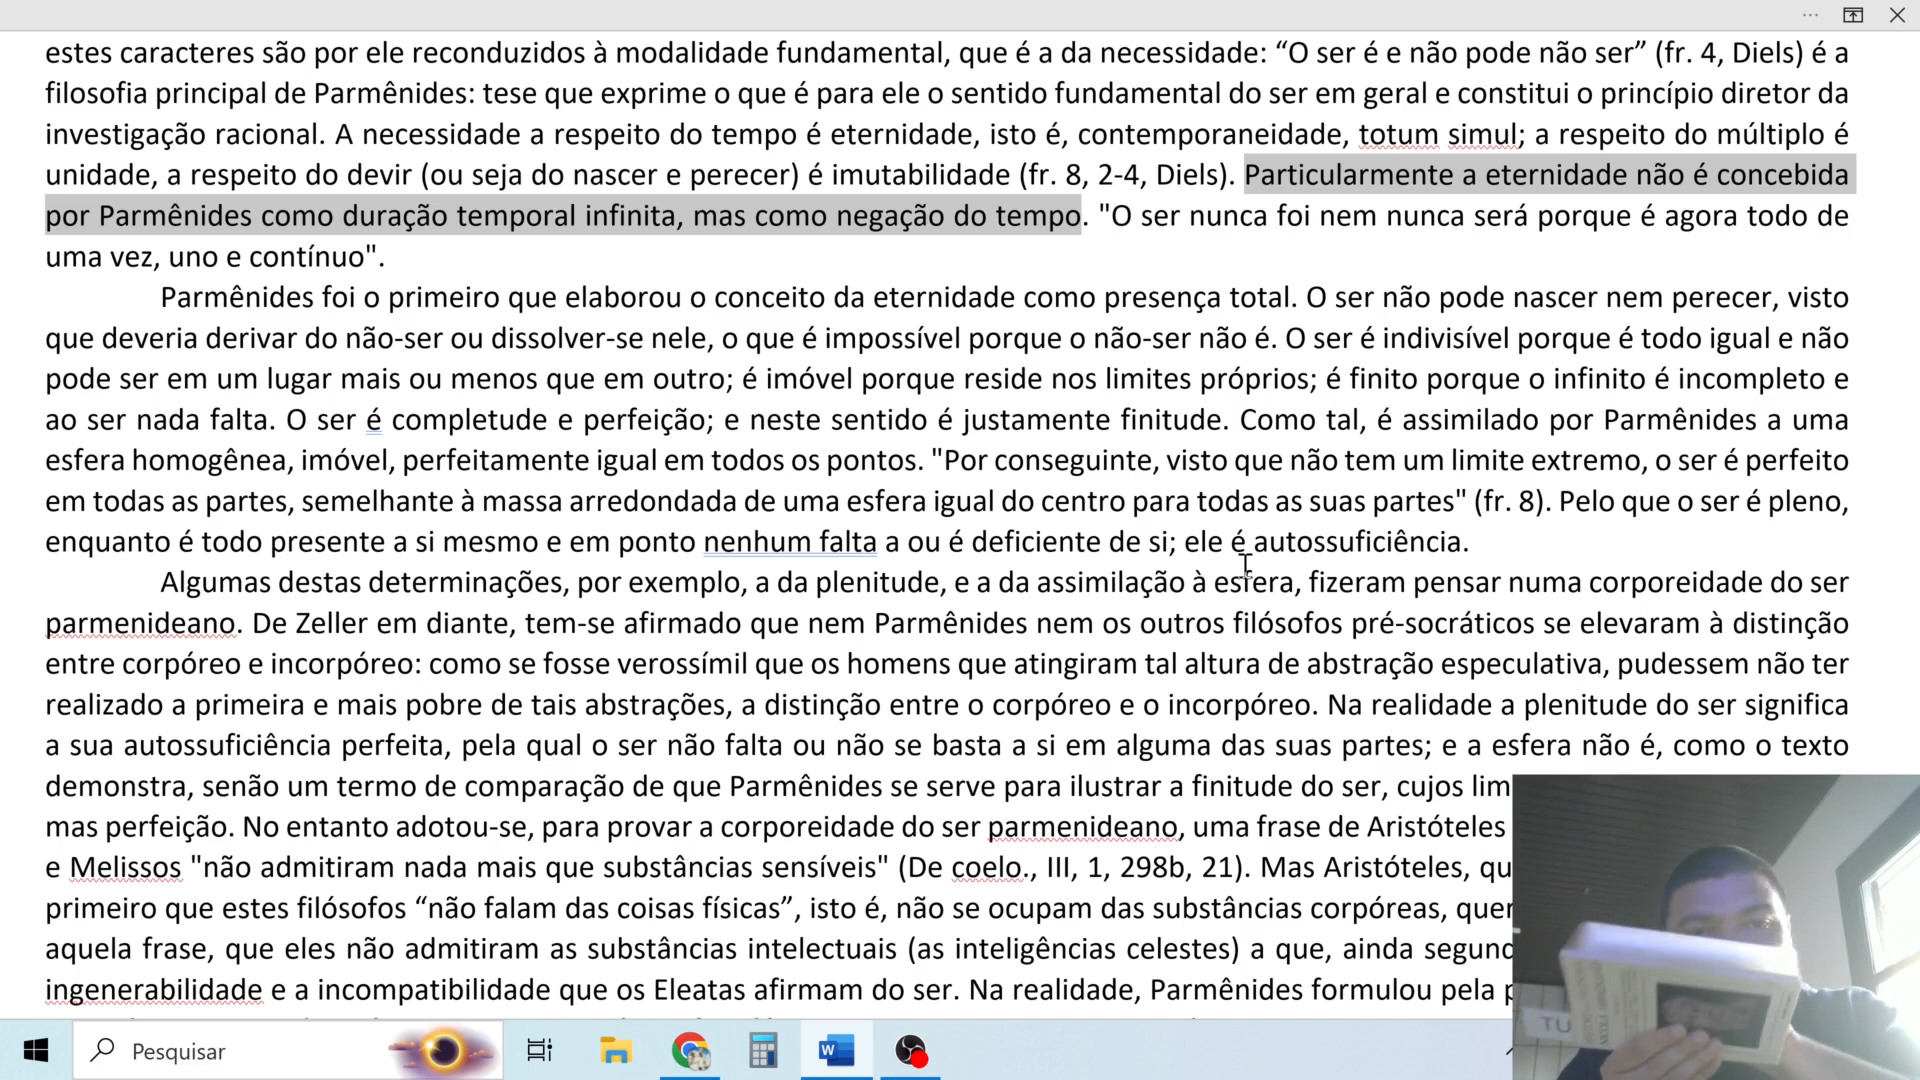 estes caracteres são por ele reconduzidos à modalidade fundamental, que é a da necessidade: “O ser é e não pode não ser” (fr. 4, Diels) é a
filosofia principal de Parmênides: tese que exprime o que é para ele o sentido fundamental do ser em geral e constitui o princípio diretor da
investigação racional. A necessidade a respeito do tempo é eternidade, isto é, contemporaneidade, totum simul; a respeito do múltiplo é
unidade, a respeito do devir (ou seja do nascer e perecer) é imutabilidade (fr. 8, 2-4, Diels). Particularmente a eternidade não é concebida
por Parmênides como duração temporal infinita, mas como negação do tempo. "O ser nunca foi nem nunca será porque é agora todo de
uma vez, uno e contínuo".
Parmênides foi o primeiro que elaborou o conceito da eternidade como presença total. O ser não pode nascer nem perecer, visto
que deveria derivar do não-ser ou dissolver-se nele, o que é impossível porque o não-ser não é. O ser é indivisível porque é todo igual e não
pode ser em um lugar mais ou menos que em outro; é imóvel porque reside nos limites próprios; é finito porque o infinito é incompleto e
ao ser nada falta. O ser é completude e perfeição; e neste sentido é justamente finitude. Como tal, é assimilado por Parmênides a uma
esfera homogênea, imóvel, perfeitamente igual em todos os pontos. "Por conseguinte, visto que não tem um limite extremo, o ser é perfeito
em todas as partes, semelhante à massa arredondada de uma esfera igual do centro para todas as suas partes" (fr. 8). Pelo que o ser é pleno,
enquanto é todo presente a si mesmo e em ponto nenhum falta a ou é deficiente de si; ele é autossuficiência.
Algumas destas determinações, por exemplo, a da plenitude, e a da assimilação à esfera, fizeram pensar numa corporeidade do ser
parmenideano. De Zeller em diante, tem-se afirmado que nem Parmênides nem os outros filósofos pré-socráticos se elevaram à distinção
entre corpóreo e incorpóreo: como se fosse verossímil que os homens que atingiram tal altura de abstração especulativa, pudessem não ter
realizado a primeira e mais pobre de tais abstrações, a distinção entre o corpóreo e o incorpóreo. Na realidade a plenitude do ser significa
a sua autossuficiência perfeita, pela qual o ser não falta ou não se basta a si em alguma das suas partes; e a esfera não é, como o texto
demonstra, senão um termo de comparação de que Parmênides se serve para ilustrar a finitude do ser, cujos lim
mas perfeição. No entanto adotou-se, para provar a corporeidade do ser parmenideano, uma frase de Aristóteles
e Melissos "não admitiram nada mais que substâncias sensíveis" (De coelo., III, 1, 298b, 21). Mas Aristóteles, qu
primeiro que estes filósofos “não falam das coisas físicas”, isto é, não se ocupam das substâncias corpóreas, quer
aquela frase, que eles não admitiram as substâncias intelectuais (as inteligências celestes) a que, ainda segund
ingenerabilidade e a incompatibilidade que os Eleatas afirmam do ser. Na realidade, Parmênides formulou pela p
TU
Pesquisar